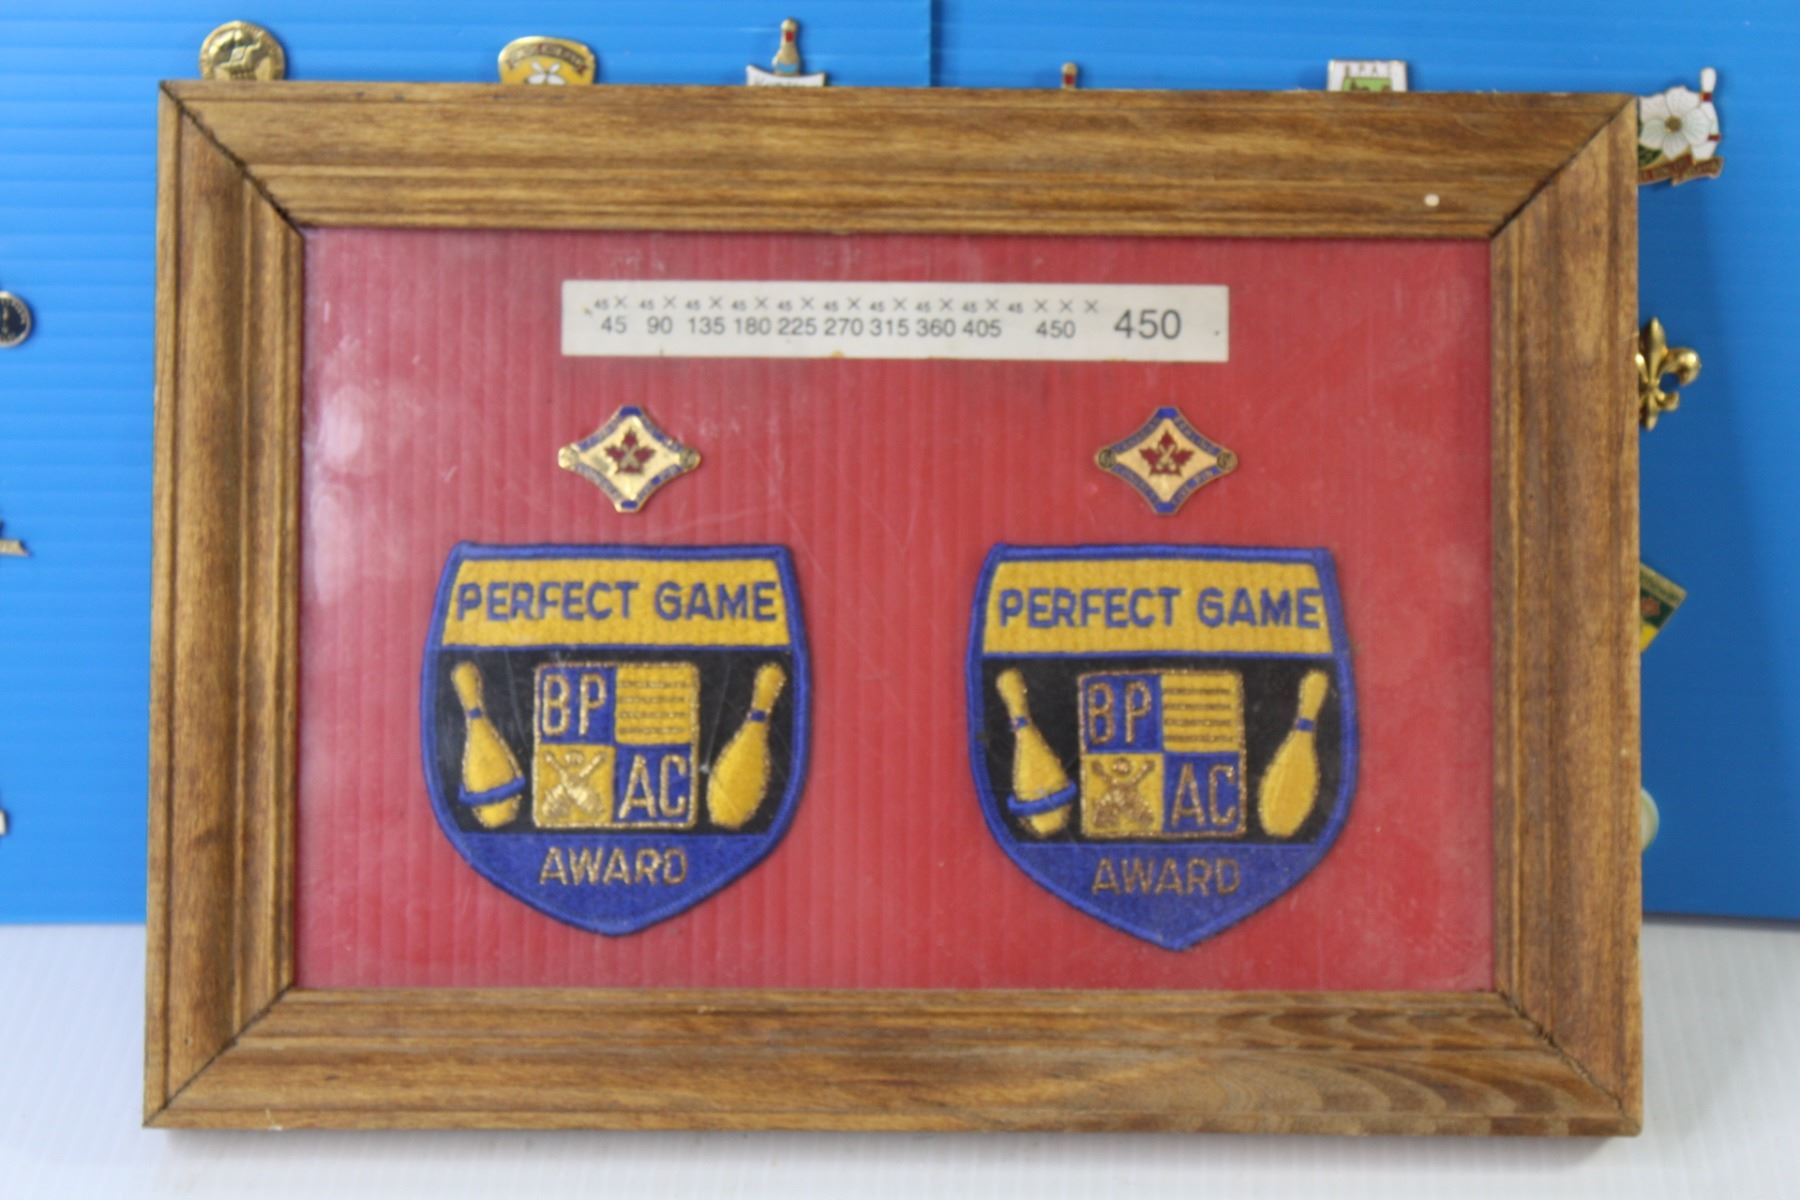 B.P.A.
45 X 45 X 45 X 45 X 45 X 45 X 45 X 45 X 45 X 45 X X X
45 90 135 180 225 270 315 360 405 450 450
PERFECT GAME
BP
AC
AWARD
PERFECT GAME
BP
AC
AWARD